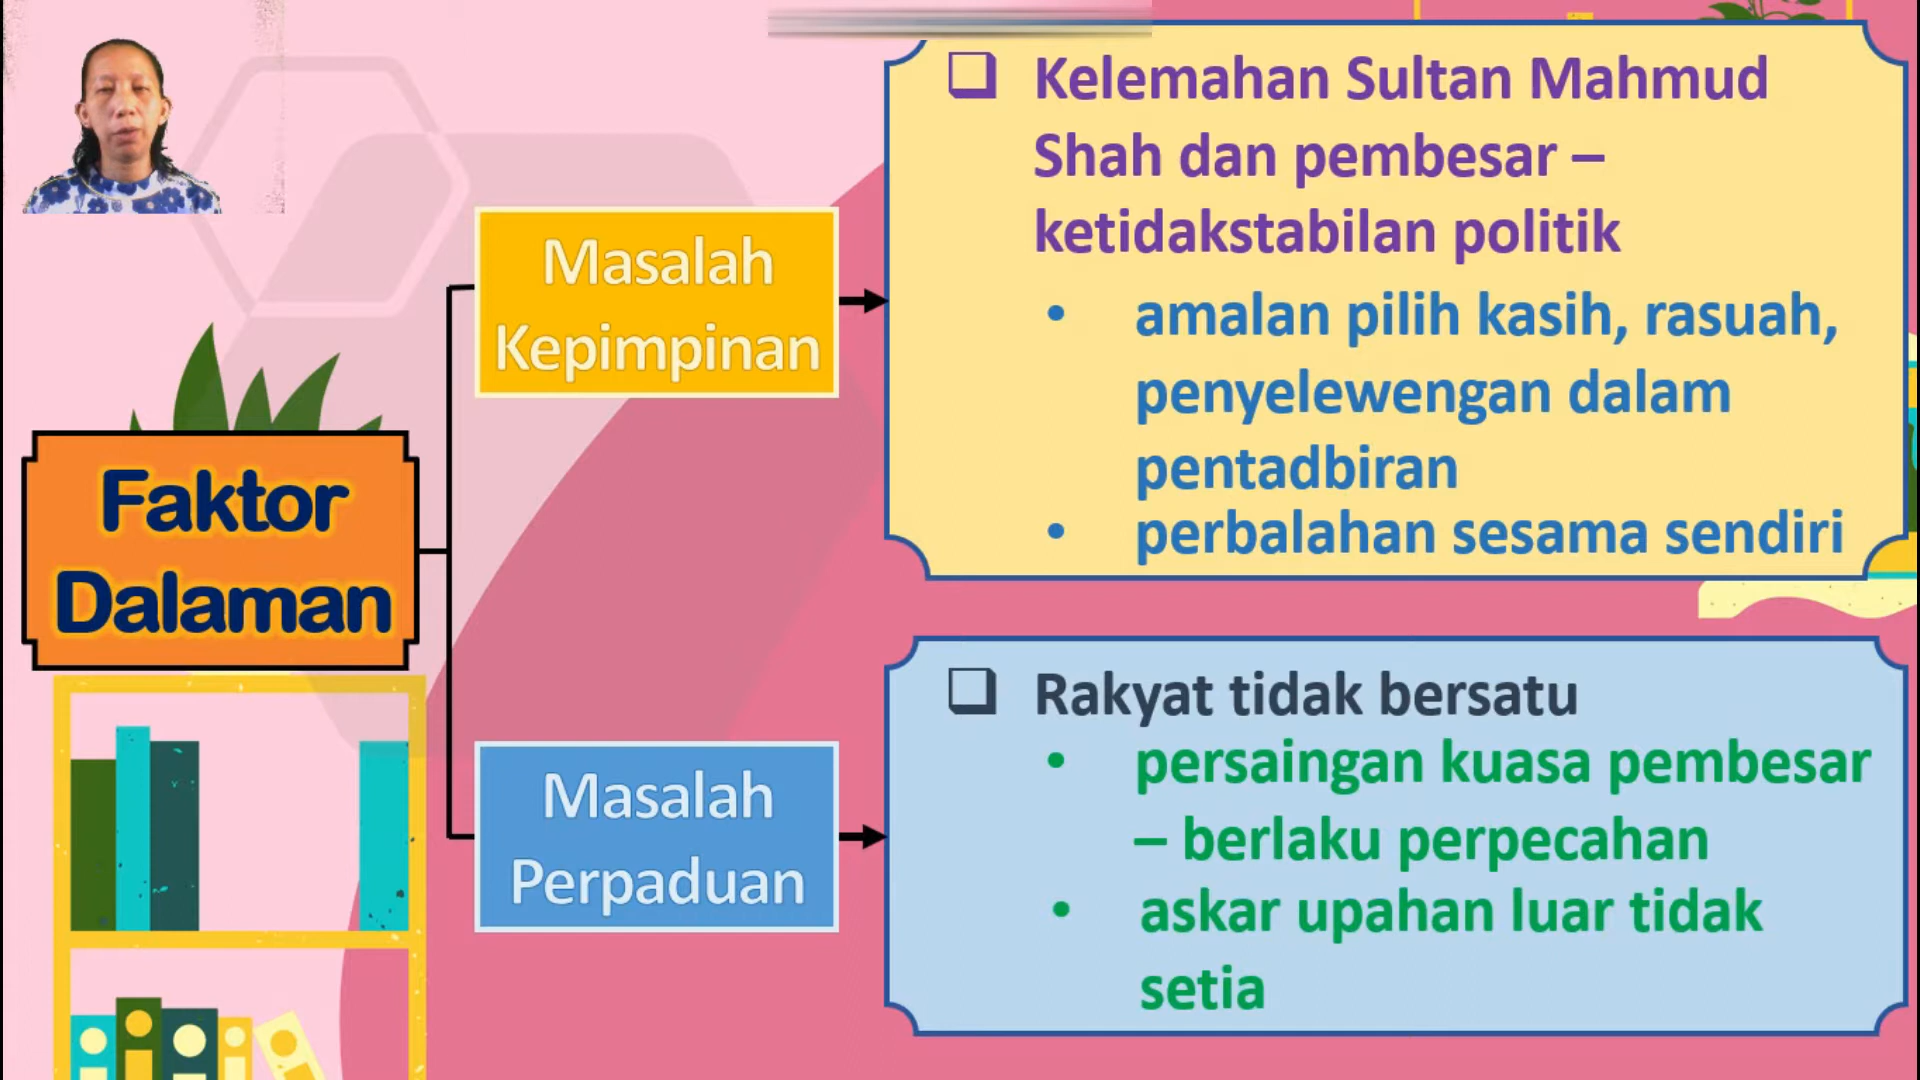 Faktor
Dalaman
Masalah
Kepimpinan
❑ Kelemahan Sultan Mahmud
Shah dan pembesar –
ketidakstabilan politik
• amalan pilih kasih, rasuah,
penyelewengan dalam
pentadbiran
• perbalahan sesama sendiri
Masalah
Perpaduan
❑ Rakyat tidak bersatu
• persaingan kuasa pembesar
– berlaku perpecahan
• askar upahan luar tidak
setia